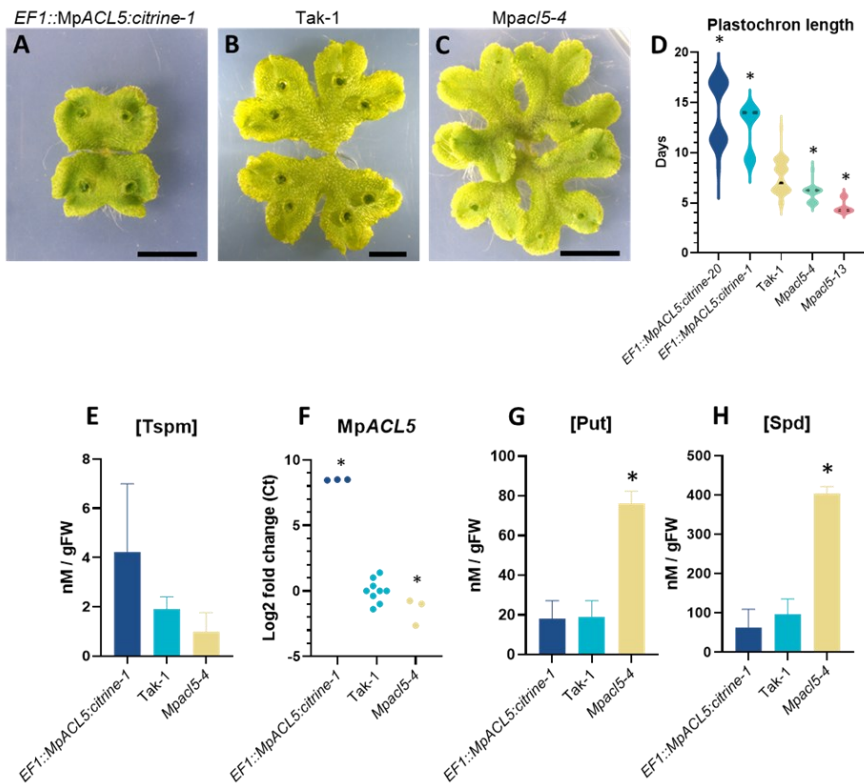 EF1::MpACL5:citrine-1 Tak-1 Mpacl5-4
A B C D Plastochron length
*
*
*
*
20
15
10
5
0
Days
EF1::MpACL5:citrine-20
EF1::MpACL5:citrine-1
Tak-1
Mpacl5-4
Mpacl5-13
E [Tspm]
8
6
4
2
0
nM / gFW
EF1::MpACL5:citrine-1
Tak-1
Mpacl5-4
F MpACL5
*
*
10
5
0
-5
Log2 fold change (Ct)
EF1::MpACL5:citrine-1
Tak-1
Mpacl5-4
G [Put]
*
100
80
60
40
20
0
nM / gFW
EF1::MpACL5:citrine-1
Tak-1
Mpacl5-4
H [Spd]
*
500
400
300
200
100
0
nM / gFW
EF1::MpACL5:citrine-1
Tak-1
Mpacl5-4